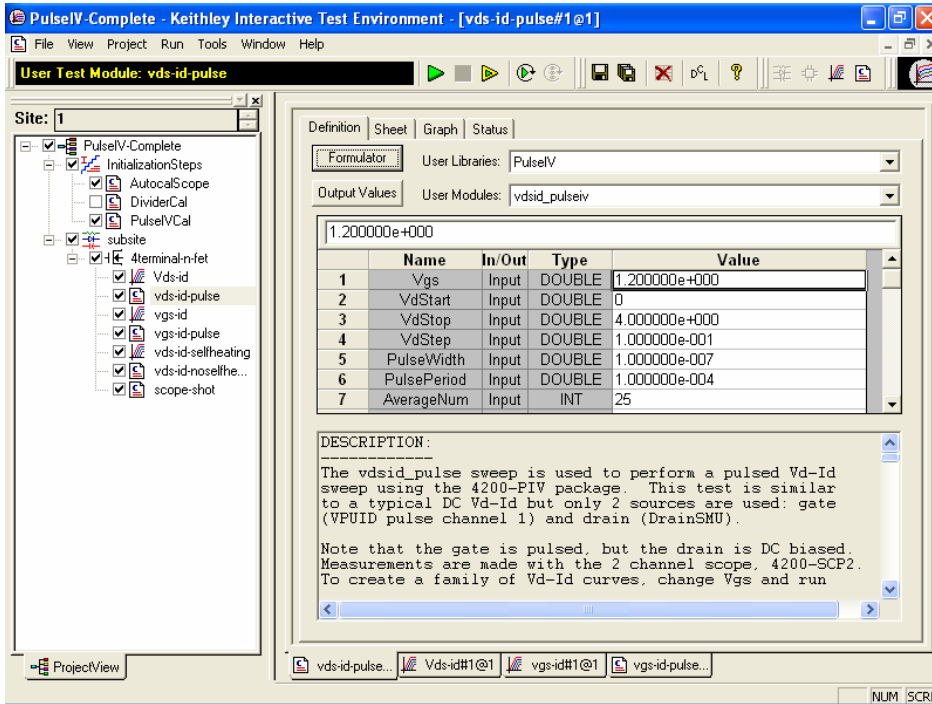 PulseIV-Complete - Keithley Interactive Test Environment - [vds-id-pulse#1@1]
File View Project Run Tools Window Help
User Test Module: vds-id-pulse
Site: 1
PulseIV-Complete
InitializationSteps
AutocalScope
DividerCal
PulseIVCal
subsite
4terminal-n-fet
Vds-id
vds-id-pulse
vgs-id
vgs-id-pulse
vds-id-selfheating
vds-id-noselfhe...
scope-shot
ProjectView
Definition Sheet Graph Status
Formulator User Libraries: PulseIV
Output Values User Modules: vdsid_pulseiv
1.200000e+000
Name In/Out Type Value
1 Vgs Input DOUBLE 1.200000e+000
2 VdStart Input DOUBLE 0
3 VdStop Input DOUBLE 4.000000e+000
4 VdStep Input DOUBLE 1.000000e-001
5 PulseWidth Input DOUBLE 1.000000e-007
6 PulsePeriod Input DOUBLE 1.000000e-004
7 AverageNum Input INT 25
DESCRIPTION:
------------
The vdsid_pulse sweep is used to perform a pulsed Vd-Id
sweep using the 4200-PIV package. This test is similar
to a typical DC Vd-Id but only 2 sources are used: gate
(VPUID pulse channel 1) and drain (DrainSMU).
Note that the gate is pulsed, but the drain is DC biased.
Measurements are made with the 2 channel scope, 4200-SCP2.
To create a family of Vd-Id curves, change Vgs and run
vds-id-pulse... Vds-id#1@1 vgs-id#1@1 vgs-id-pulse...
NUM SCR